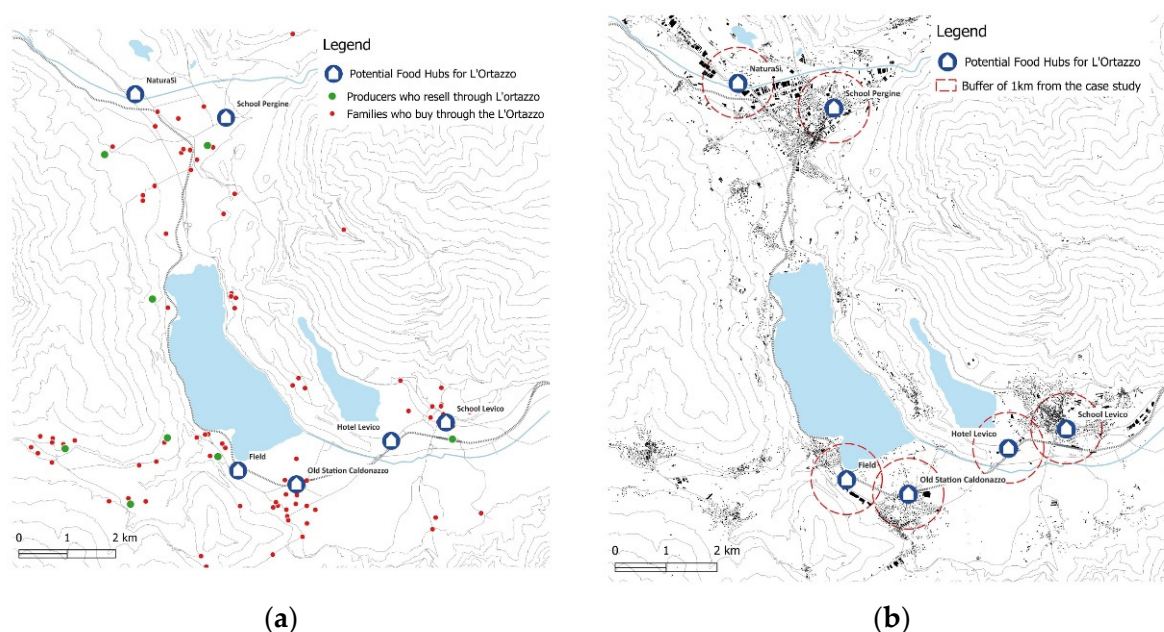 Legend
Potential Food Hubs for L'Ortazzo
Producers who resell through L'ortazzo
Families who buy through the L'Ortazzo
NaturaSì
School Pergine
School Levico
Hotel Levico
Field
Old Station Caldonazzo
0 1 2 km
(a)
Legend
Potential Food Hubs for L'Ortazzo
Buffer of 1km from the case study
NaturaSì
School Pergine
School Levico
Hotel Levico
Field
Old Station Caldonazzo
0 1 2 km
(b)